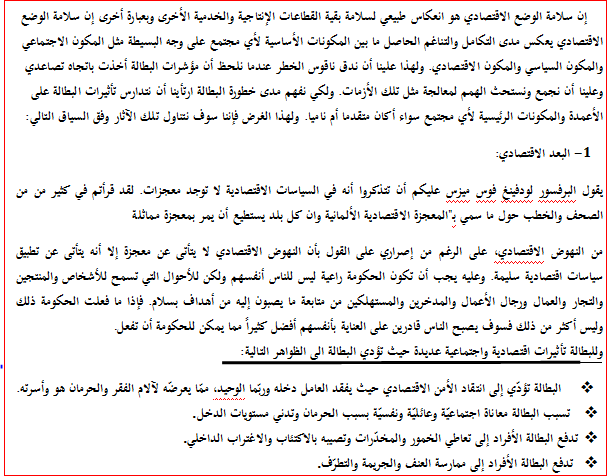 إن سلامة الوضع الاقتصادي هو انعكاس طبيعي لسلامة بقية القطاعات الإنتاجية والخدمية الأخرى وبعبارة أخرى إن سلامة الوضع
الاقتصادي يعكس مدى التكامل والتناغم الحاصل ما بين المكونات الأساسية لأي مجتمع على وجه البسيطة مثل المكون الاجتماعي
والمكون السياسي والمكون الاقتصادي. ولهذا علينا أن ندق ناقوس الخطر عندما نلحظ أن مؤشرات البطالة أخذت باتجاه تصاعدي
وعلينا أن نجمع ونستحث الهمم لمعالجة مثل تلك الأزمات. ولكي نفهم مدى خطورة البطالة ارتأينا أن نتدارس تأثيرات البطالة على
الأعمدة والمكونات الرئيسية لأي مجتمع سواء أكان متقدما أم ناميا. ولهذا الغرض فإننا سوف نتناول تلك الآثار وفق السياق التالي:
1- البعد الاقتصادي:
يقول البرفسور لودفينغ فوس ميزس عليكم أن تتذكروا أنه في السياسات الاقتصادية لا توجد معجزات. لقد قرأتم في كثير من من
الصحف والخطب حول ما سمي بـ"المعجزة الاقتصادية الألمانية وان كل بلد يستطيع أن يمر بمعجزة مماثلة
من النهوض الاقتصادي، على الرغم من إصراري على القول بأن النهوض الاقتصادي لا يتأتى عن معجزة إلا أنه يتأتى عن تطبيق
سياسات اقتصادية سليمة. وعليه يجب أن تكون الحكومة راعية ليس للناس أنفسهم ولكن للأحوال التي تسمح للأشخاص والمنتجين
والتجار والعمال ورجال الأعمال والمدخرين والمستهلكين من متابعة ما يصبون إليه من أهداف بسلام. فإذا ما فعلت الحكومة ذلك
وليس أكثر من ذلك فسوف يصبح الناس قادرين على العناية بأنفسهم أفضل كثيراً مما يمكن للحكومة أن تفعل.
وللبطالة تأثيرات اقتصادية واجتماعية عديدة حيث تؤدي البطالة الى الظواهر التالية:
❖ البطالة تؤدّي إلى انتقاد الأمن الاقتصادي حيث يفقد العامل دخله وربّما الوحيد، ممّا يعرضّه لآلام الفقر والحرمان هو وأسرته.
❖ تسبب البطالة معاناة اجتماعيّة وعائليّة ونفسيّة بسبب الحرمان وتدني مستويات الدخل.
❖ تدفع البطالة الأفراد إلى تعاطي الخمور والمخدّرات وتصيبه بالاكتئاب والاغتراب الداخلي.
❖ تدفع البطالة الأفراد إلى ممارسة العنف والجريمة والتطرّف.